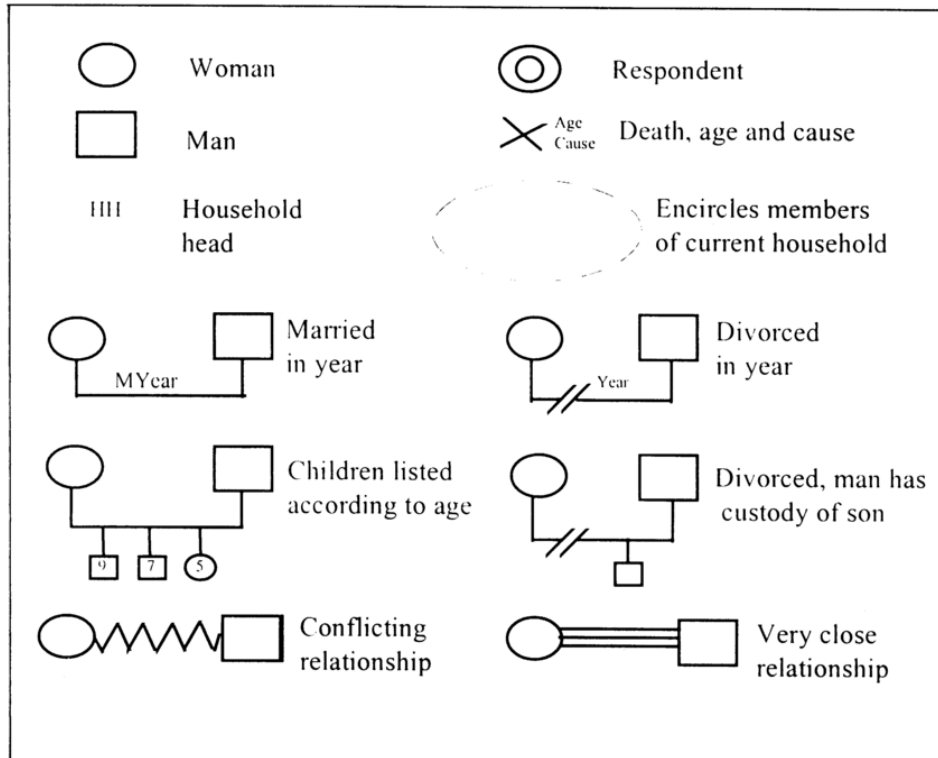 Woman
Respondent
Man
Age
Cause
Death, age and cause
HH
Household
head
Encircles members
of current household
Married
in year
MYear
Divorced
in year
Year
Children listed
according to age
9
7
5
Divorced, man has
custody of son
Conflicting
relationship
Very close
relationship